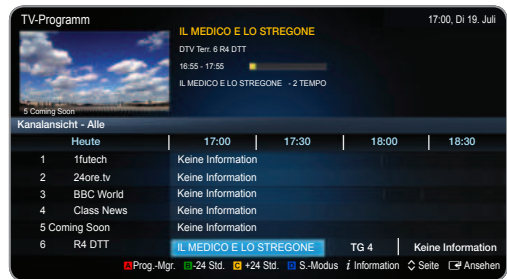 TV-Programm
17:00, Di 19. Juli
IL MEDICO E LO STREGONE
DTV Terr. 6 R4 DTT
16:55 - 17:55
IL MEDICO E LO STREGONE - 2 TEMPO
5 Coming Soon
Kanalansicht - Alle
Heute 17:00 17:30 18:00 18:30
1 1futech Keine Information
2 24ore.tv Keine Information
3 BBC World Keine Information
4 Class News Keine Information
5 Coming Soon Keine Information
6 R4 DTT IL MEDICO E LO STREGONE TG 4 Keine Information
A Prog.-Mgr. B -24 Std. C +24 Std. D S.-Modus i Information Seite Ansehen